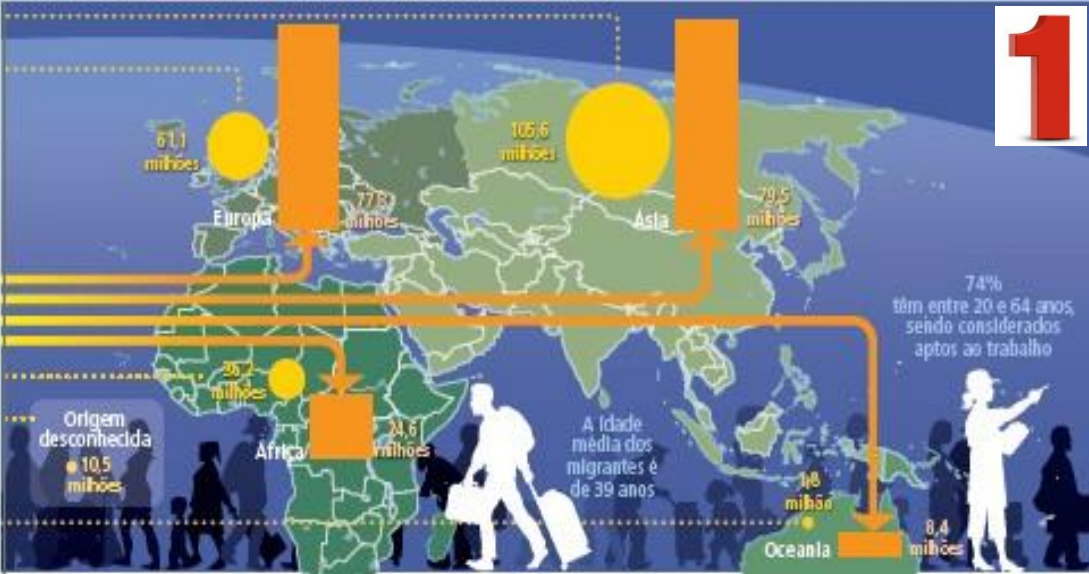 1
61,1
milhões
105,6
milhões
Europa
milhões
Ásia
79,5
milhões
74%
têm entre 20 e 64 anos,
sendo considerados
aptos ao trabalho
36,2
milhões
Origem
desconhecida
10,5
milhões
África
24,6
milhões
A idade
média dos
migrantes é
de 39 anos
1,8
milhão
Oceania
8,4
milhões